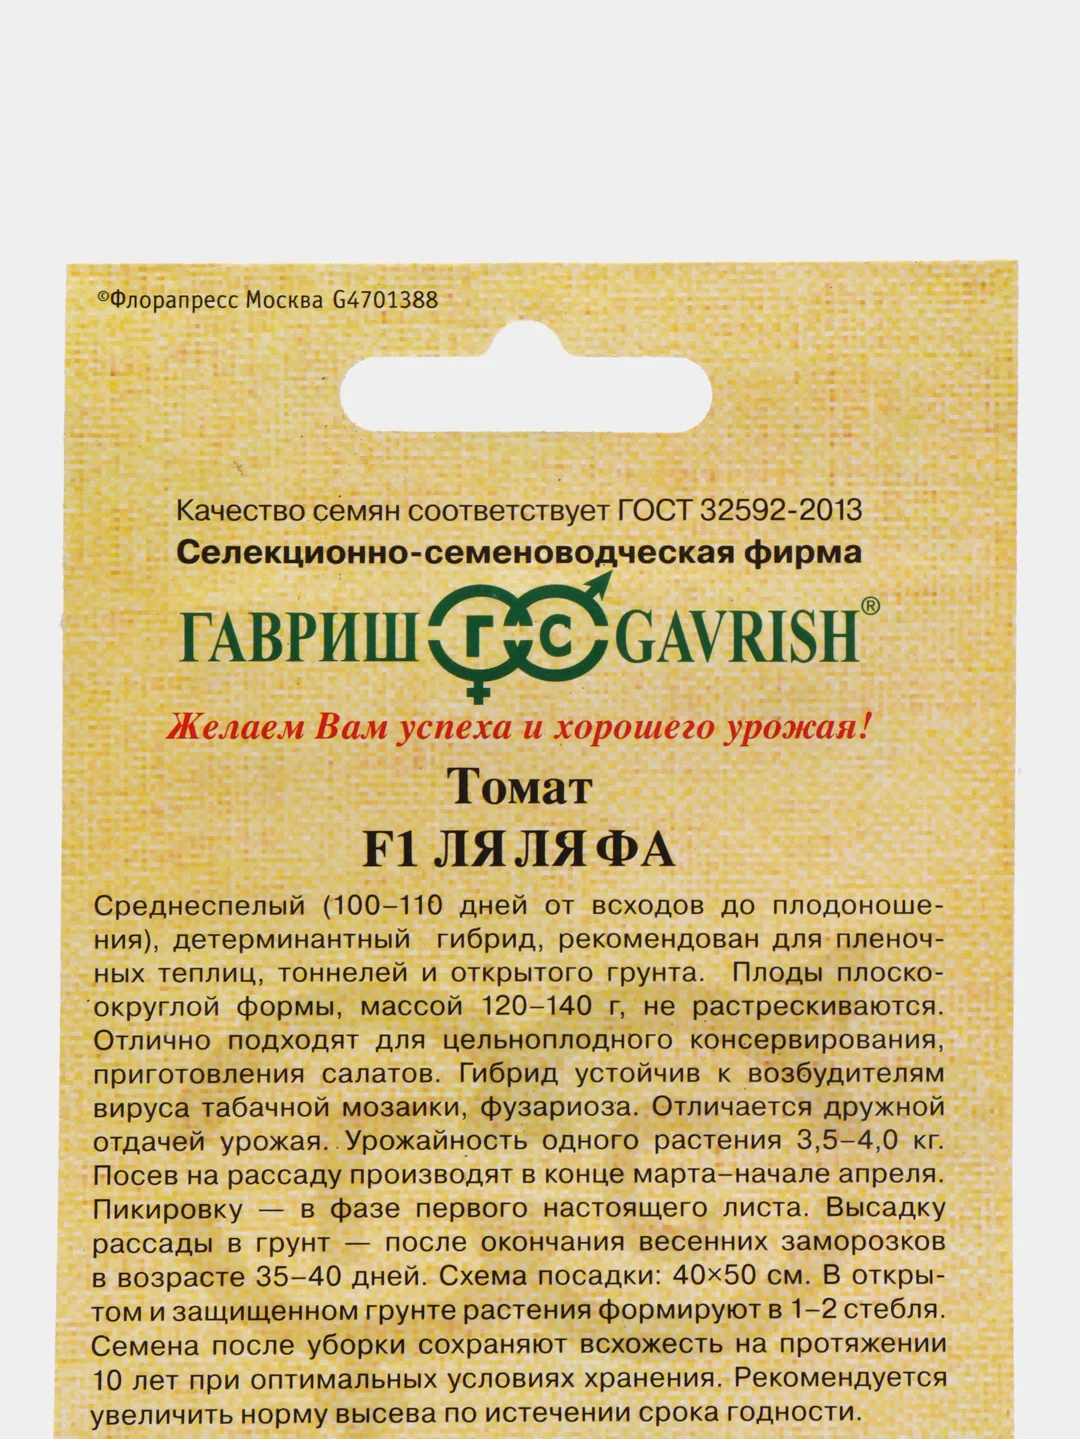 ©Флорапресс Москва G4701388
Качество семян соответствует ГОСТ 32592-2013
Селекционно-семеноводческая фирма
ГАВРИШ ГС GAVRISH®
Желаем Вам успеха и хорошего урожая!
Томат
F1 ЛЯЛЯФА
Среднеспелый (100–110 дней от всходов до плодоноше-
ния), детерминантный гибрид, рекомендован для пленоч-
ных теплиц, тоннелей и открытого грунта. Плоды плоско-
округлой формы, массой 120–140 г, не растрескиваются.
Отлично подходят для цельноплодного консервирования,
приготовления салатов. Гибрид устойчив к возбудителям
вируса табачной мозаики, фузариоза. Отличается дружной
отдачей урожая. Урожайность одного растения 3,5–4,0 кг.
Посев на рассаду производят в конце марта–начале апреля.
Пикировку — в фазе первого настоящего листа. Высадку
рассады в грунт — после окончания весенних заморозков
в возрасте 35–40 дней. Схема посадки: 40×50 см. В откры-
том и защищенном грунте растения формируют в 1–2 стебля.
Семена после уборки сохраняют всхожесть на протяжении
10 лет при оптимальных условиях хранения. Рекомендуется
увеличить норму высева по истечении срока годности.